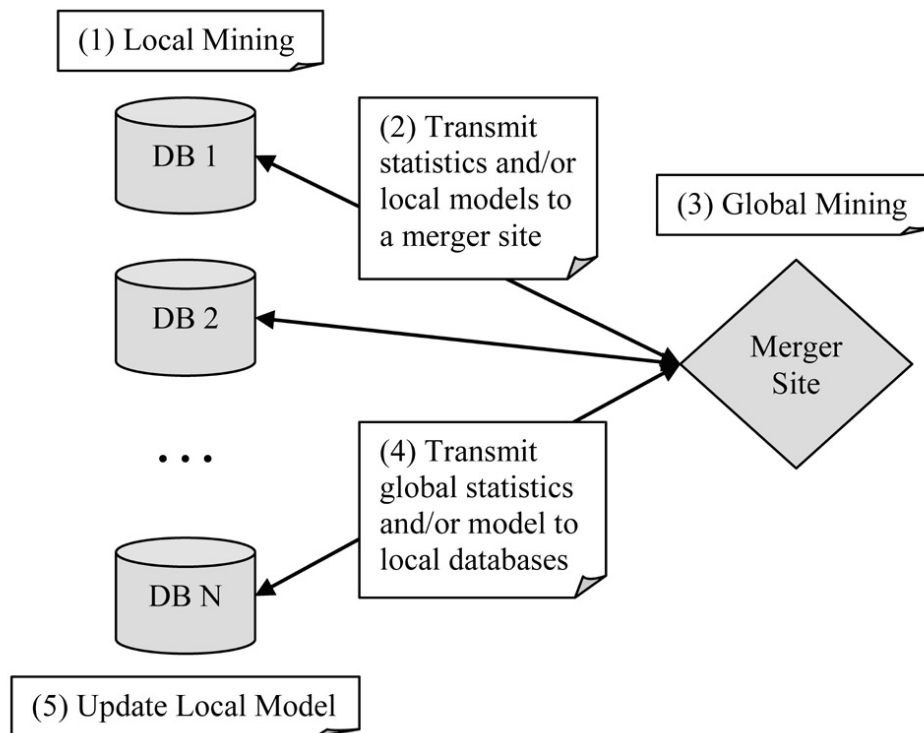 (1) Local Mining
DB 1
(2) Transmit
statistics and/or
local models to
a merger site
(3) Global Mining
DB 2
Merger
Site
...
(4) Transmit
global statistics
and/or model to
local databases
DB N
(5) Update Local Model